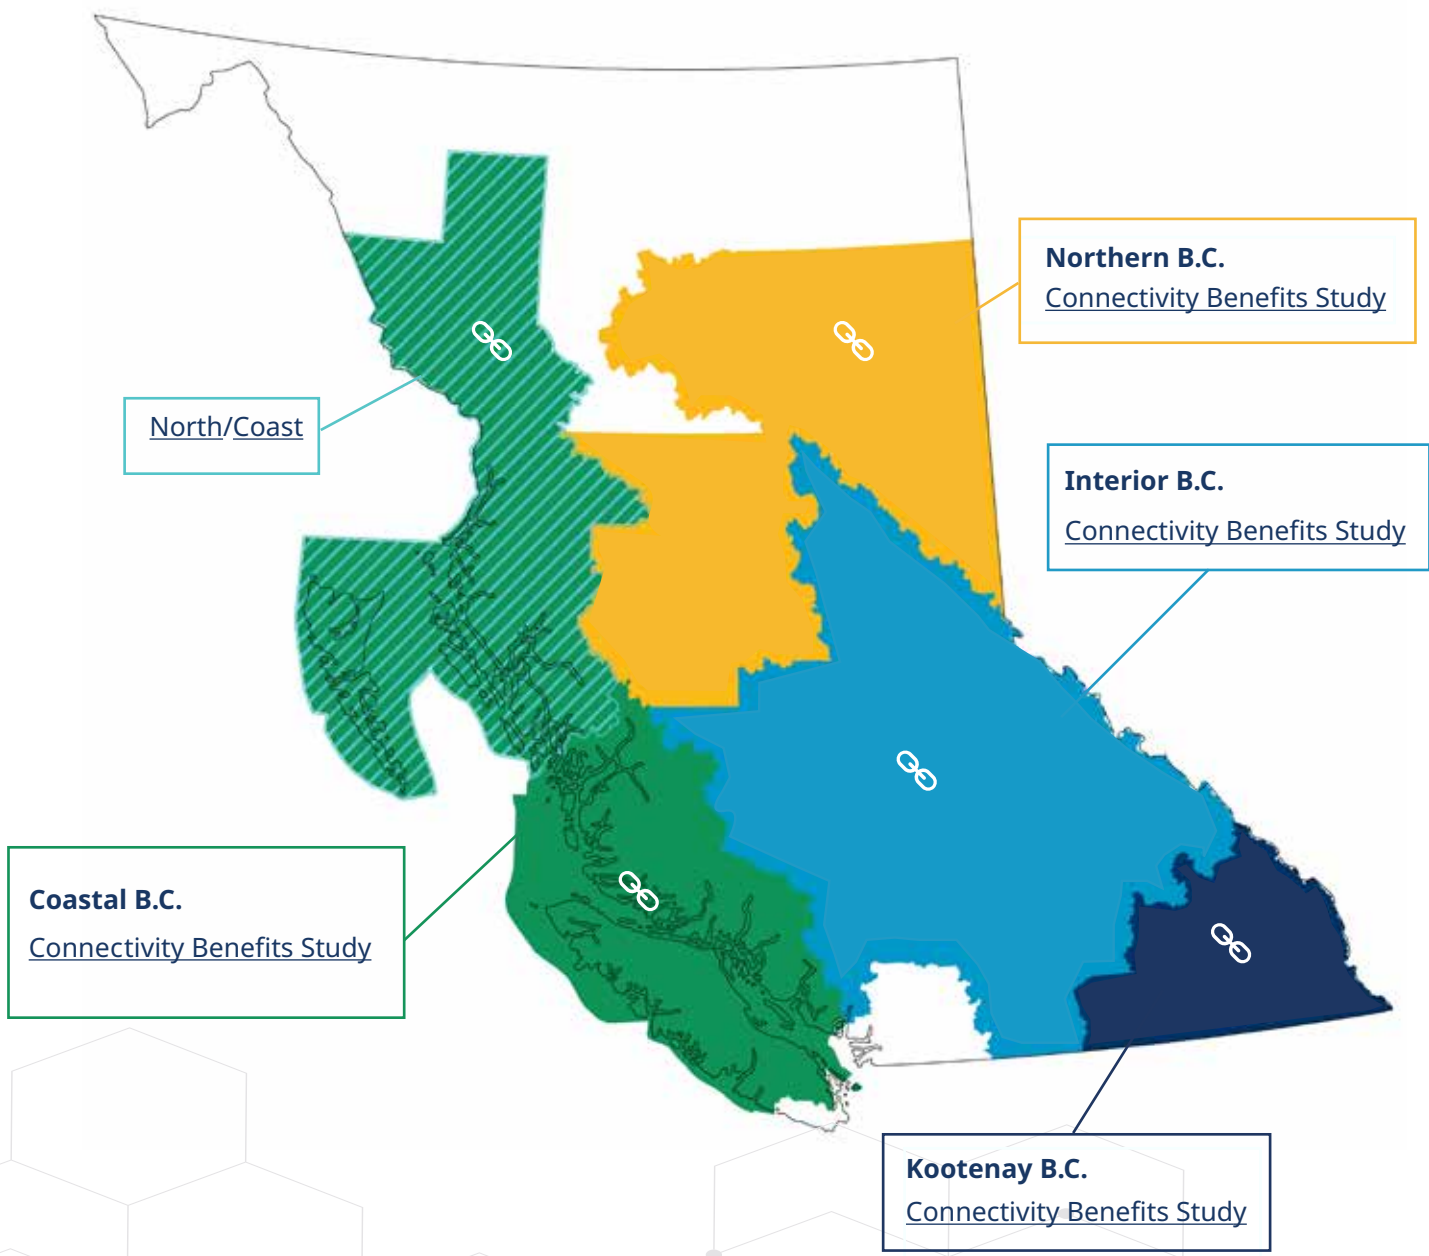 Northern B.C.
Connectivity Benefits Study
North/Coast
Interior B.C.
Connectivity Benefits Study
Coastal B.C.
Connectivity Benefits Study
Kootenay B.C.
Connectivity Benefits Study